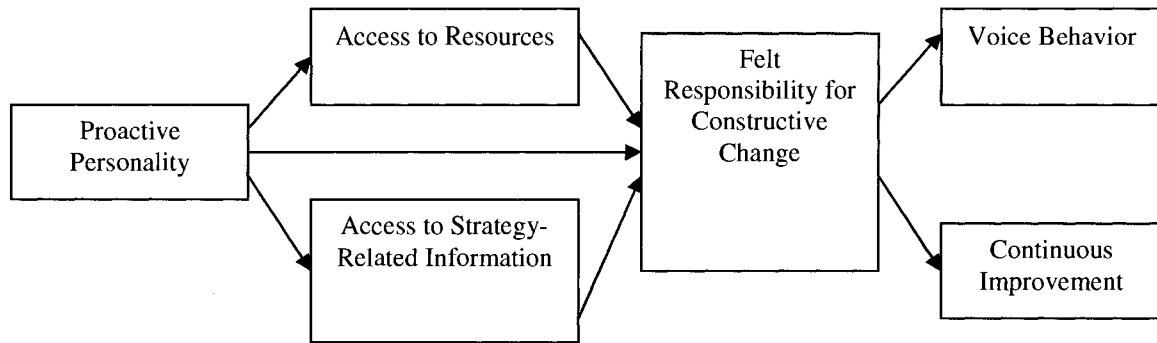 Access to Resources
Felt
Responsibility for
Constructive
Change
Voice Behavior
Proactive
Personality
Access to Strategy-
Related Information
Continuous
Improvement